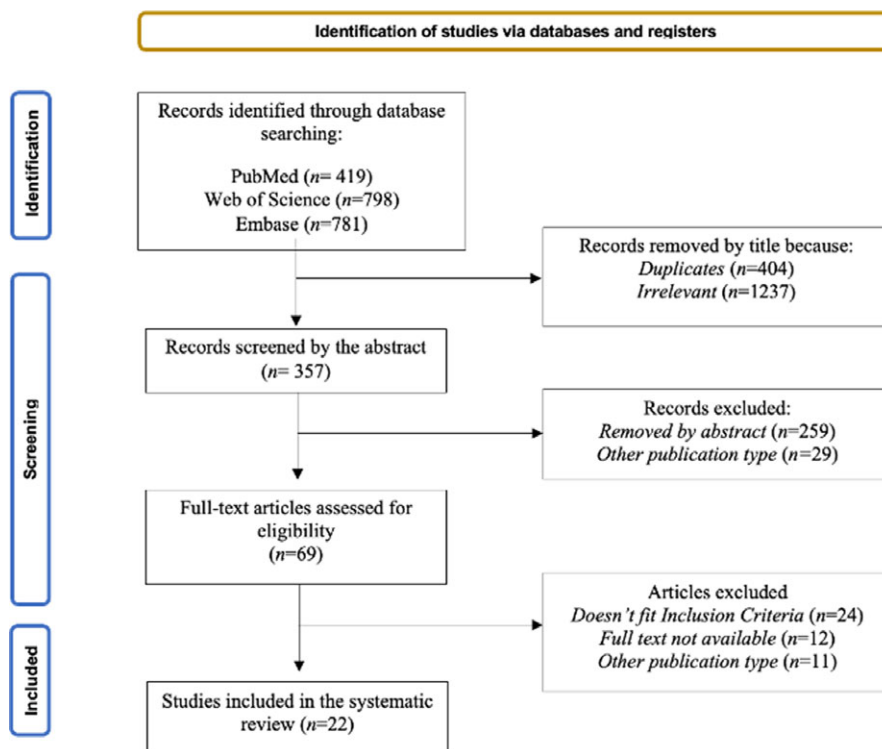 Identification of studies via databases and registers
Identification
Records identified through database
searching:
PubMed (n= 419)
Web of Science (n=798)
Embase (n=781)
Records removed by title because:
Duplicates (n=404)
Irrelevant (n=1237)
Screening
Records screened by the abstract
(n= 357)
Records excluded:
Removed by abstract (n=259)
Other publication type (n=29)
Full-text articles assessed for
eligibility
(n=69)
Articles excluded
Doesn't fit Inclusion Criteria (n=24)
Full text not available (n=12)
Other publication type (n=11)
Included
Studies included in the systematic
review (n=22)